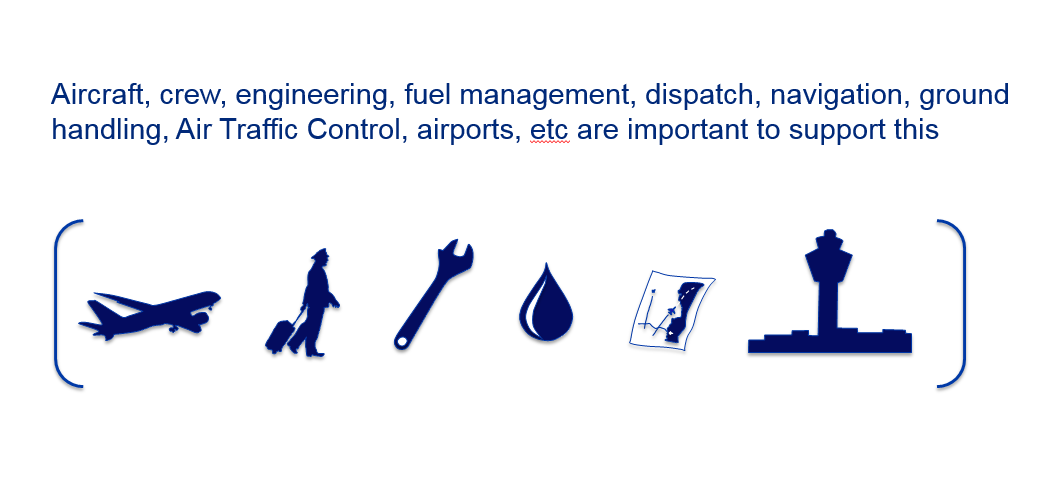 Aircraft, crew, engineering, fuel management, dispatch, navigation, ground
handling, Air Traffic Control, airports, etc are important to support this